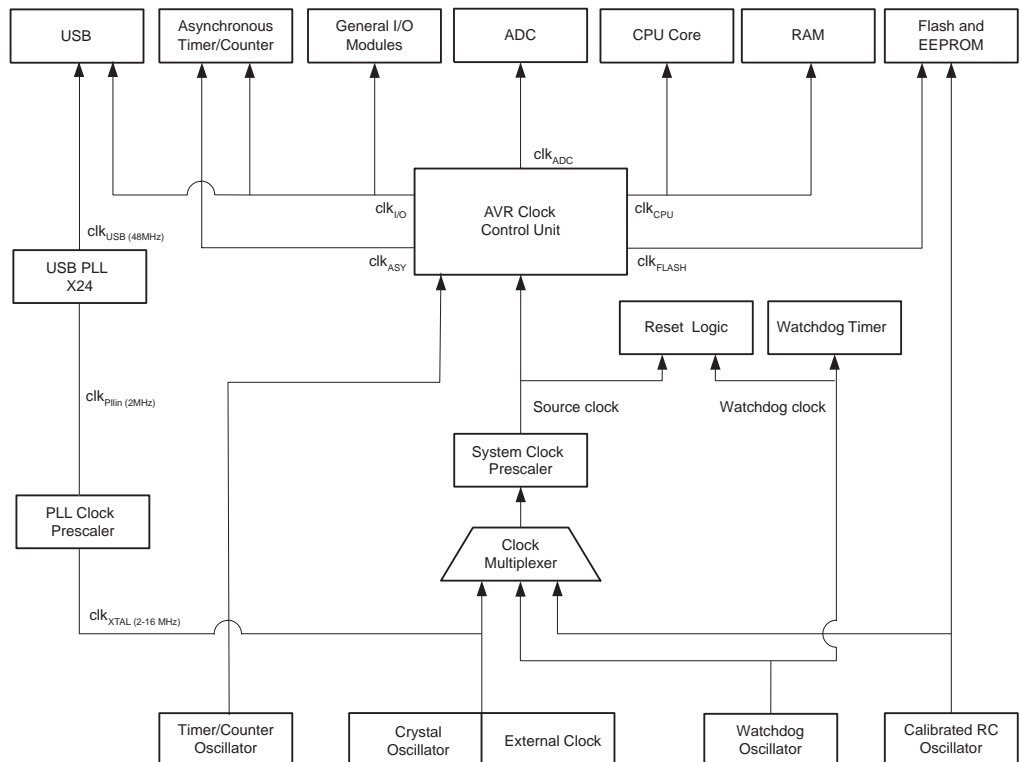 USB
Asynchronous
Timer/Counter
General I/O
Modules
ADC
CPU Core
RAM
Flash and
EEPROM
clkADC
clkI/O
AVR Clock
Control Unit
clkCPU
clkUSB (48MHz)
clkASY
clkFLASH
USB PLL
X24
Reset Logic
Watchdog Timer
clkPllin (2MHz)
Source clock
Watchdog clock
System Clock
Prescaler
PLL Clock
Prescaler
Clock
Multiplexer
clkXTAL (2-16 MHz)
Timer/Counter
Oscillator
Crystal
Oscillator
External Clock
Watchdog
Oscillator
Calibrated RC
Oscillator